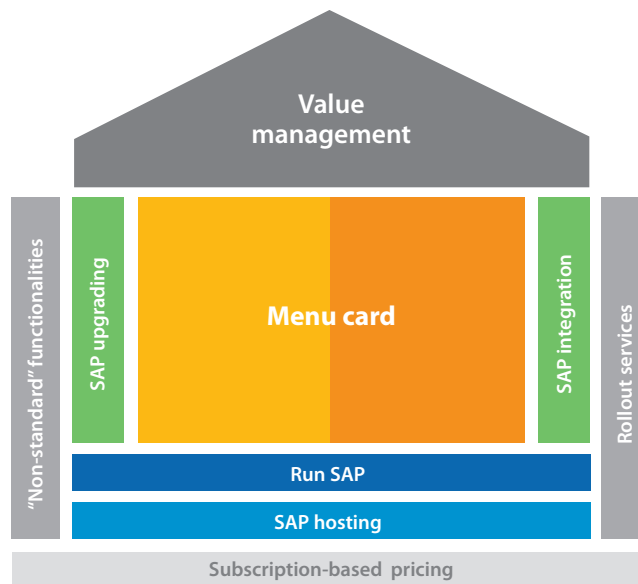 Value
management
"Non-standard" functionalities
SAP upgrading
Menu card
SAP integration
Rollout services
Run SAP
SAP hosting
Subscription-based pricing